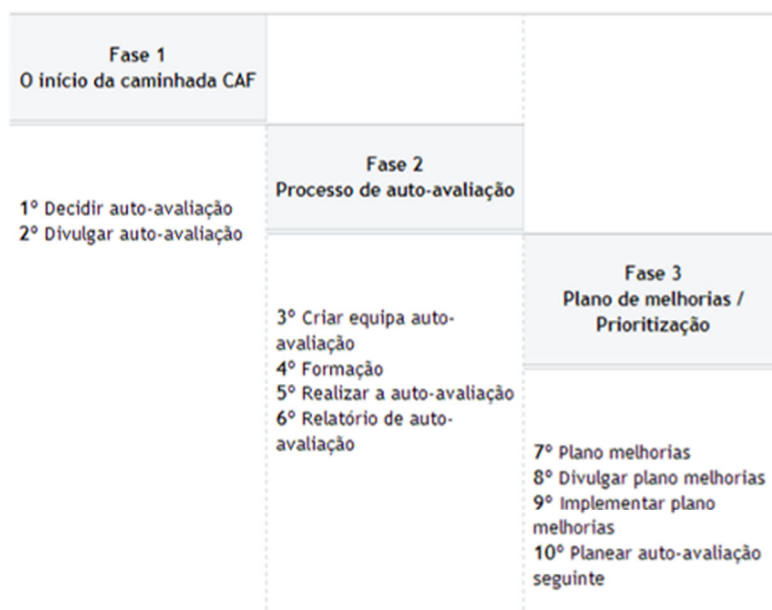 Fase 1
O início da caminhada CAF
1º Decidir auto-avaliação
2º Divulgar auto-avaliação
Fase 2
Processo de auto-avaliação
3º Criar equipa auto-
avaliação
4º Formação
5º Realizar a auto-avaliação
6º Relatório de auto-
avaliação
Fase 3
Plano de melhorias /
Prioritização
7º Plano melhorias
8º Divulgar plano melhorias
9º Implementar plano
melhorias
10º Planear auto-avaliação
seguinte